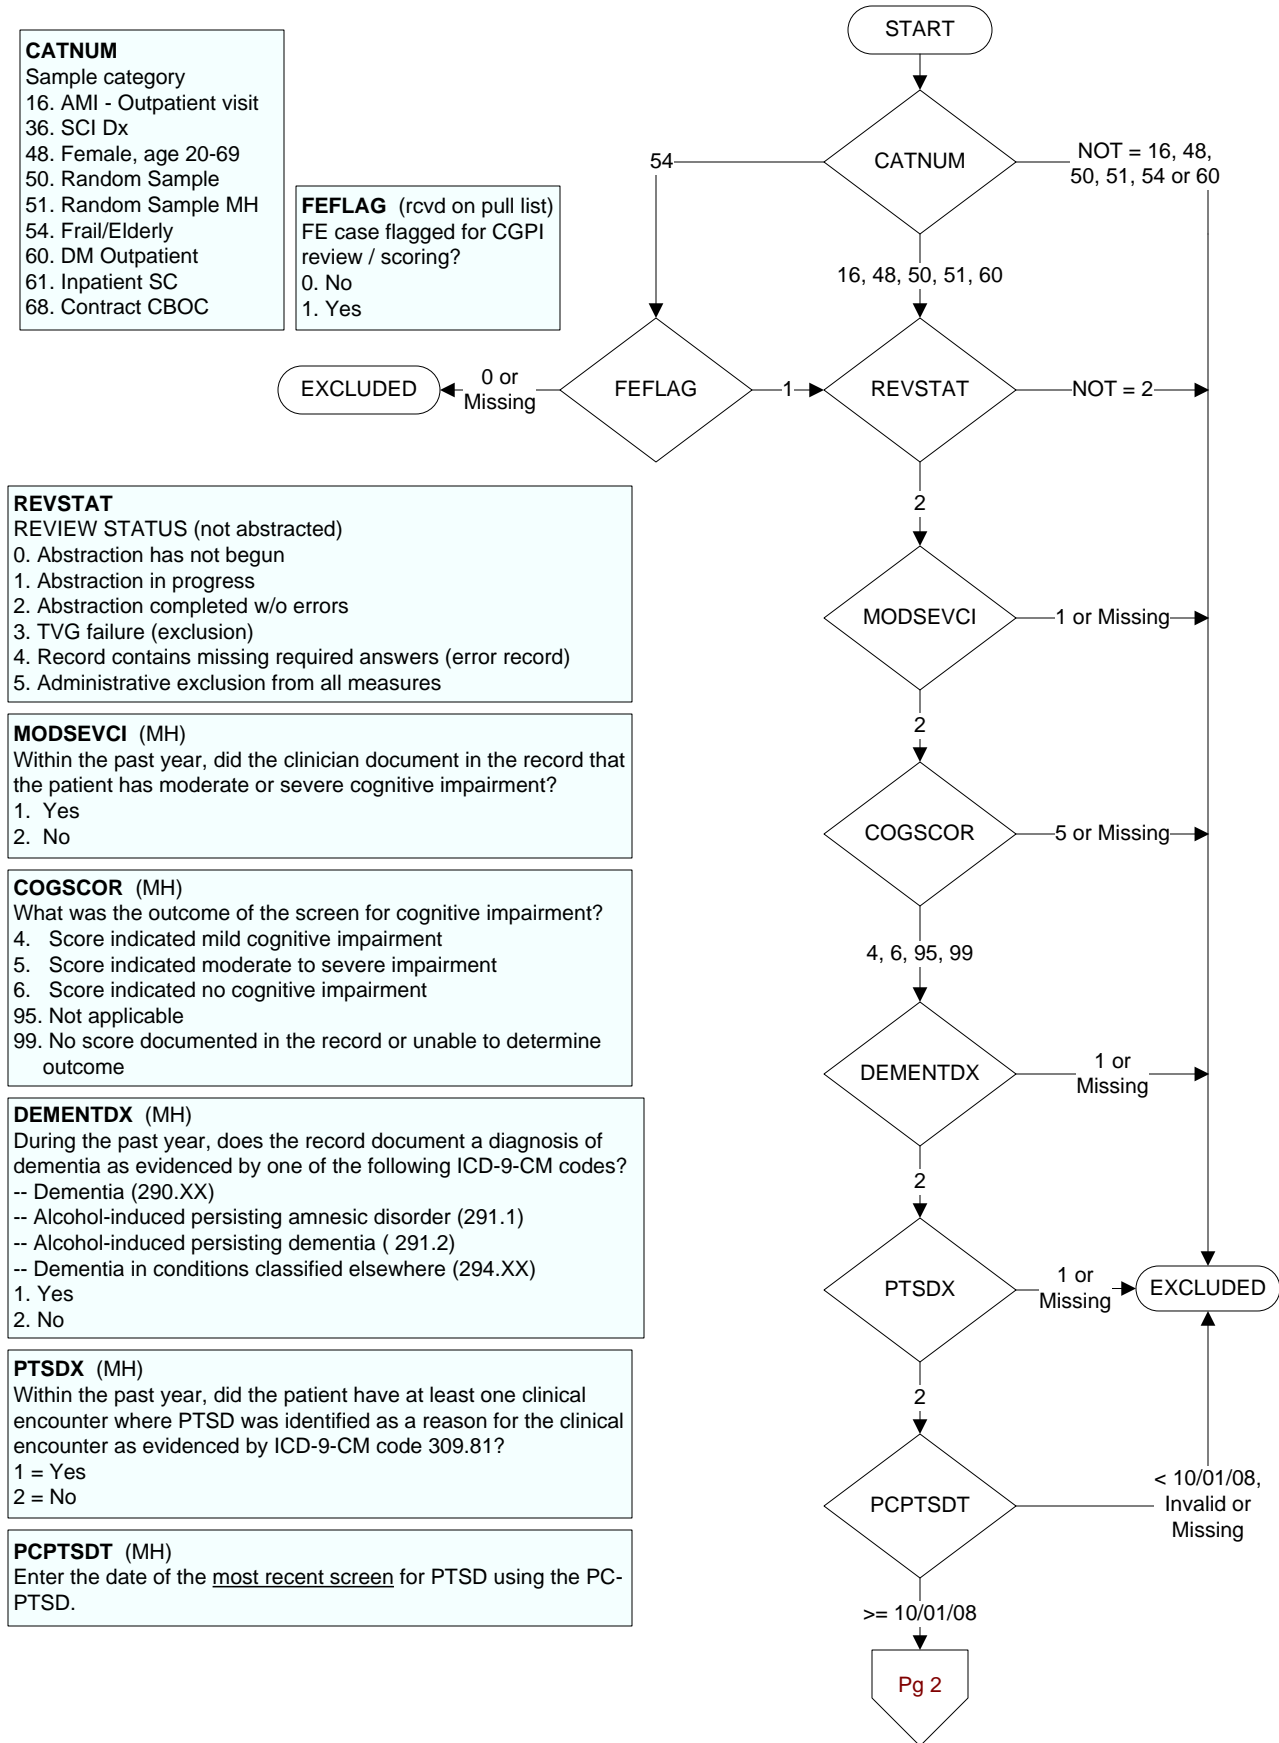 START
CATNUM
Sample category
16. AMI - Outpatient visit
36. SCI Dx
48. Female, age 20-69
50. Random Sample
51. Random Sample MH
54. Frail/Elderly
60. DM Outpatient
61. Inpatient SC
68. Contract CBOC
FEFLAG (rcvd on pull list)
FE case flagged for CGPI
review / scoring?
0. No
1. Yes
54
CATNUM
NOT = 16, 48,
50, 51, 54 or 60
16, 48, 50, 51, 60
EXCLUDED
0 or
Missing
FEFLAG
1
REVSTAT
NOT = 2
2
REVSTAT
REVIEW STATUS (not abstracted)
0. Abstraction has not begun
1. Abstraction in progress
2. Abstraction completed w/o errors
3. TVG failure (exclusion)
4. Record contains missing required answers (error record)
5. Administrative exclusion from all measures
MODSEVCI
1 or Missing
2
MODSEVCI (MH)
Within the past year, did the clinician document in the record that
the patient has moderate or severe cognitive impairment?
1. Yes
2. No
COGSCOR
5 or Missing
4, 6, 95, 99
COGSCOR (MH)
What was the outcome of the screen for cognitive impairment?
4. Score indicated mild cognitive impairment
5. Score indicated moderate to severe impairment
6. Score indicated no cognitive impairment
95. Not applicable
99. No score documented in the record or unable to determine
outcome
DEMENTDX
1 or
Missing
2
DEMENTDX (MH)
During the past year, does the record document a diagnosis of
dementia as evidenced by one of the following ICD-9-CM codes?
-- Dementia (290.XX)
-- Alcohol-induced persisting amnesic disorder (291.1)
-- Alcohol-induced persisting dementia ( 291.2)
-- Dementia in conditions classified elsewhere (294.XX)
1. Yes
2. No
PTSDX
1 or
Missing
EXCLUDED
2
PTSDX (MH)
Within the past year, did the patient have at least one clinical
encounter where PTSD was identified as a reason for the clinical
encounter as evidenced by ICD-9-CM code 309.81?
1 = Yes
2 = No
PCPTSDT
< 10/01/08,
Invalid or
Missing
PCPTSDT (MH)
Enter the date of the most recent screen for PTSD using the PC-
PTSD.
>= 10/01/08
Pg 2